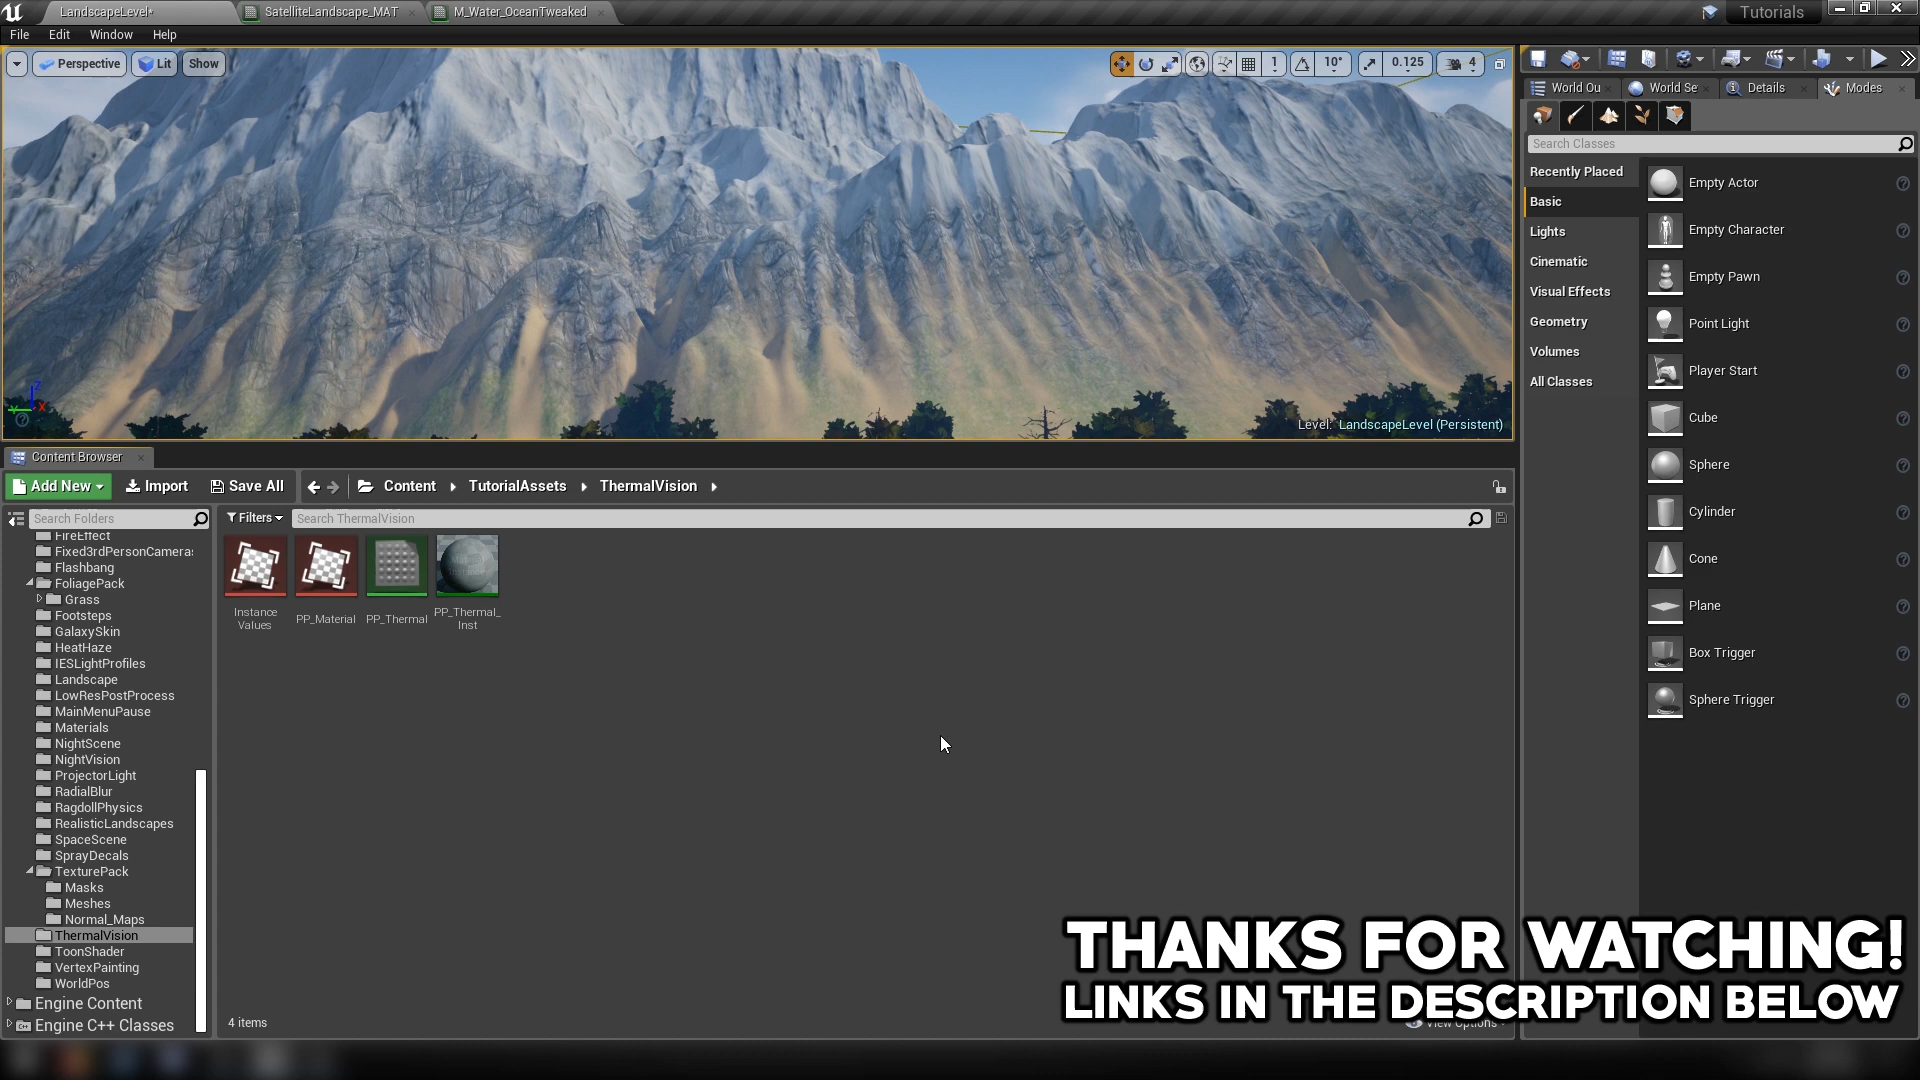 LandscapeLevel*
SatelliteLandscape_MAT
M_Water_OceanTweaked
Tutorials
File Edit Window Help
Perspective Lit Show
1 10° 0.125 4
World Ou World Se Details Modes
Search Classes
Recently Placed
Basic
Lights
Cinematic
Visual Effects
Geometry
Volumes
All Classes
Empty Actor
Empty Character
Empty Pawn
Point Light
Player Start
Cube
Sphere
Cylinder
Cone
Plane
Box Trigger
Sphere Trigger
Z
Y X
Level: LandscapeLevel (Persistent)
Content Browser
Add New Import Save All Content TutorialAssets ThermalVision
Search Folders
Filters
Search ThermalVision
FireEffect
Fixed3rdPersonCamera
Flashbang
FoliagePack
Grass
Footsteps
GalaxySkin
HeatHaze
IESLightProfiles
Landscape
LowResPostProcess
MainMenuPause
Materials
NightScene
NightVision
ProjectorLight
RadialBlur
RagdollPhysics
RealisticLandscapes
SpaceScene
SprayDecals
TexturePack
Masks
Meshes
Normal_Maps
ThermalVision
ToonShader
VertexPainting
WorldPos
Engine Content
Engine C++ Classes
Instance
Values
PP_Material
PP_Thermal
PP_Thermal_
Inst
4 items
View Options
THANKS FOR WATCHING!
LINKS IN THE DESCRIPTION BELOW